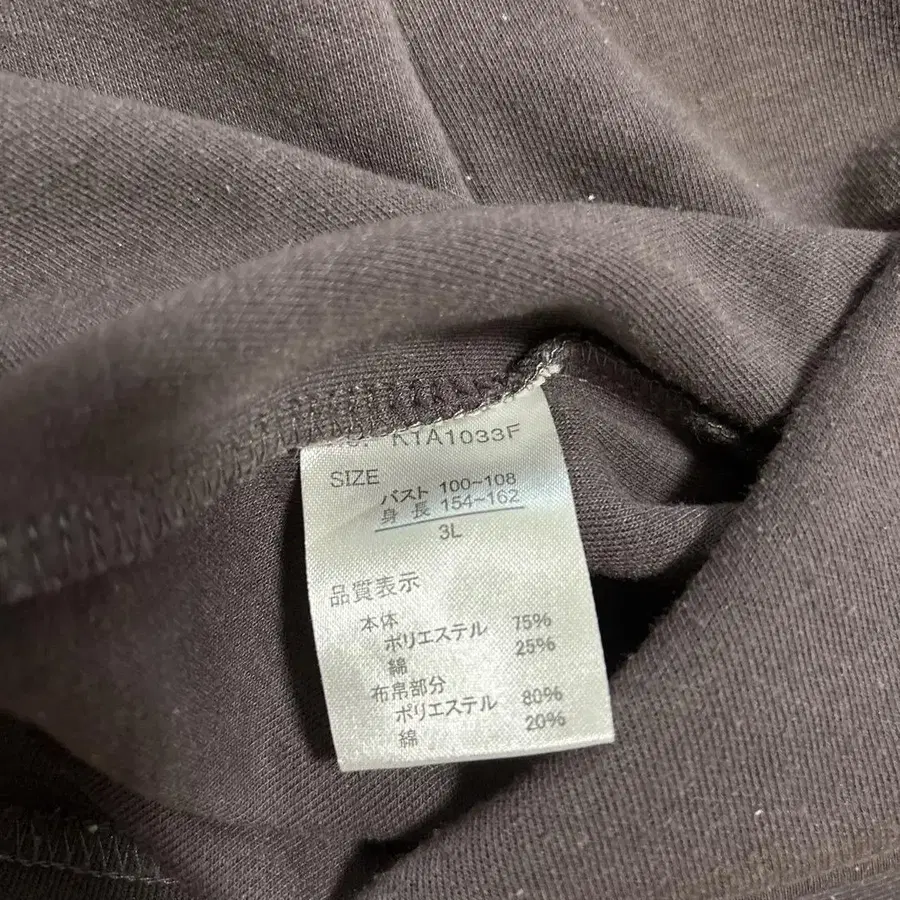 K1A1033F
SIZE
バスト 100~108
身長 154~162
3L
品質表示
本体
ポリエステル 75%
綿 25%
布帛部分
ポリエステル 80%
綿 20%